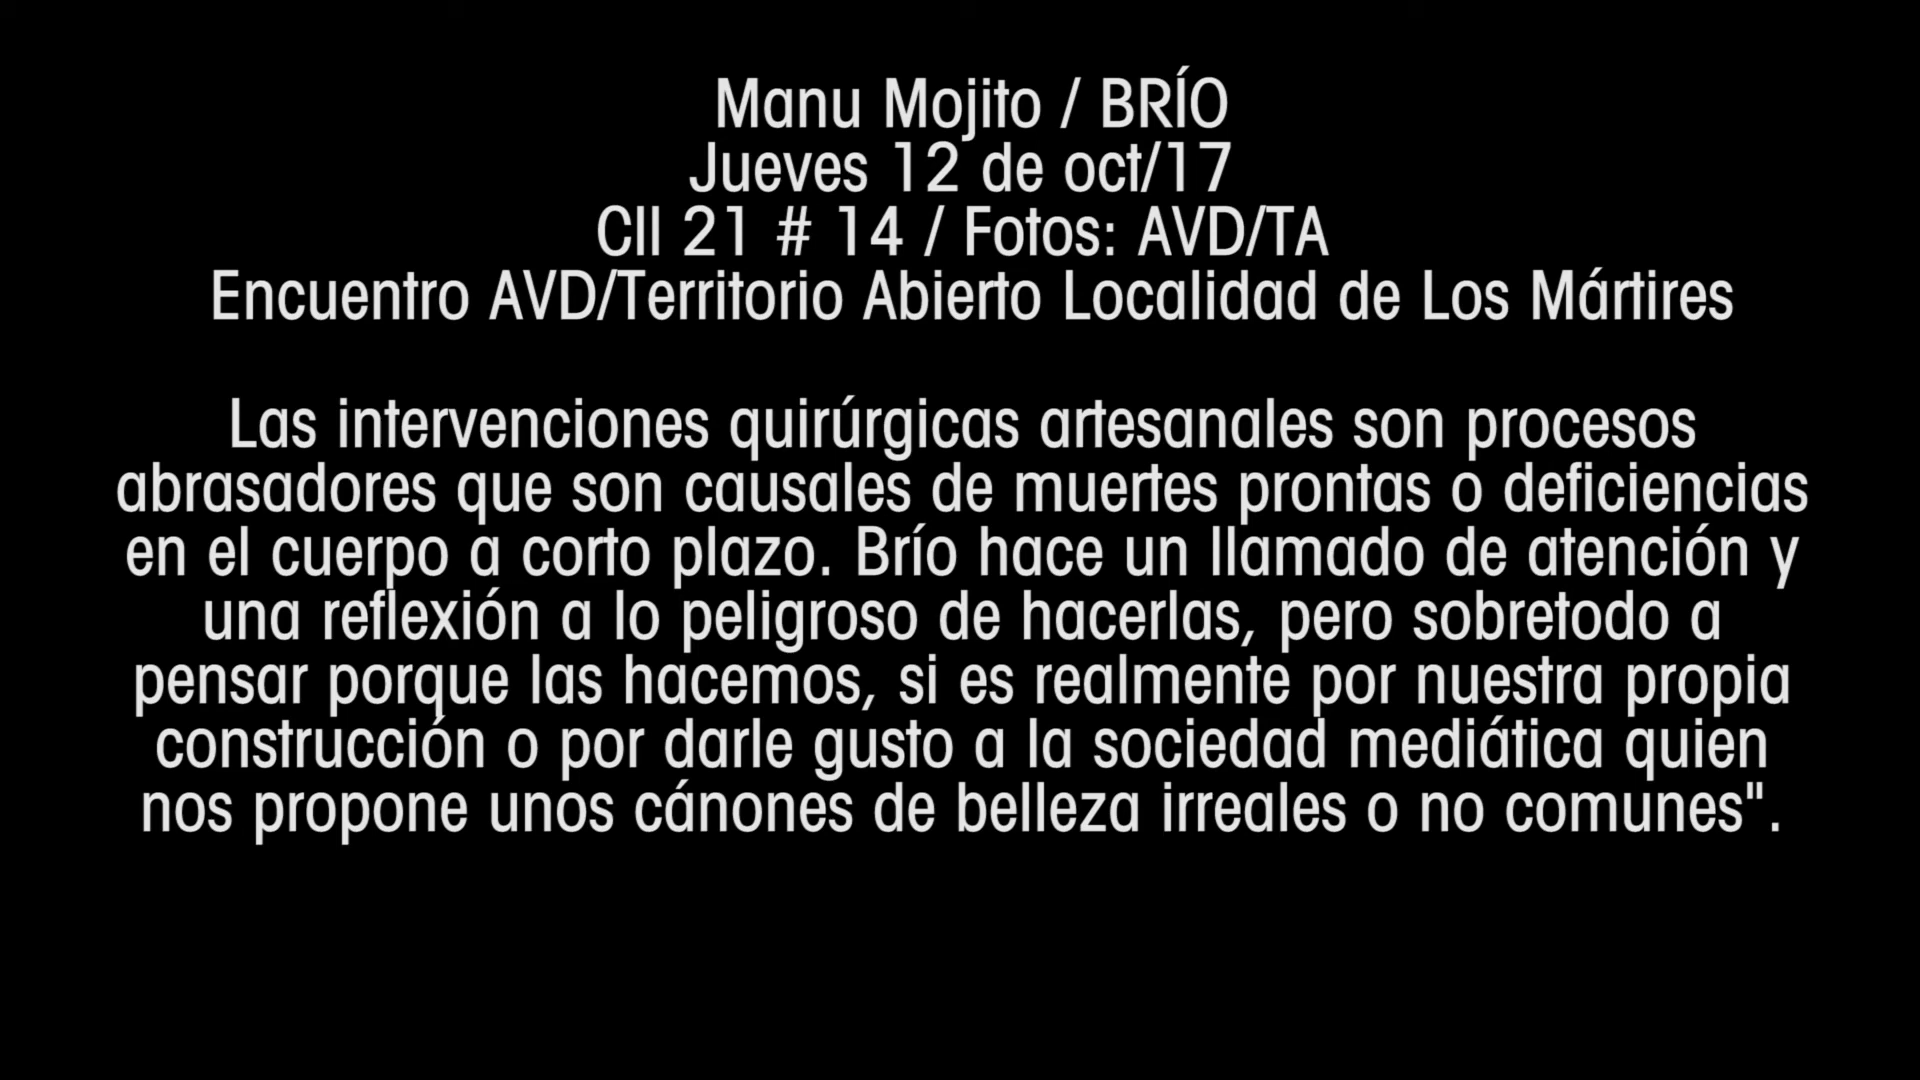 Manu Mojito / BRÍO
Jueves 12 de oct/17
Cll 21 # 14 / Fotos: AVD/TA
Encuentro AVD/Territorio Abierto Localidad de Los Mártires
Las intervenciones quirúrgicas artesanales son procesos
abrasadores que son causales de muertes prontas o deficiencias
en el cuerpo a corto plazo. Brío hace un llamado de atención y
una reflexión a lo peligroso de hacerlas, pero sobretodo a
pensar porque las hacemos, si es realmente por nuestra propia
construcción o por darle gusto a la sociedad mediática quien
nos propone unos cánones de belleza irreales o no comunes".